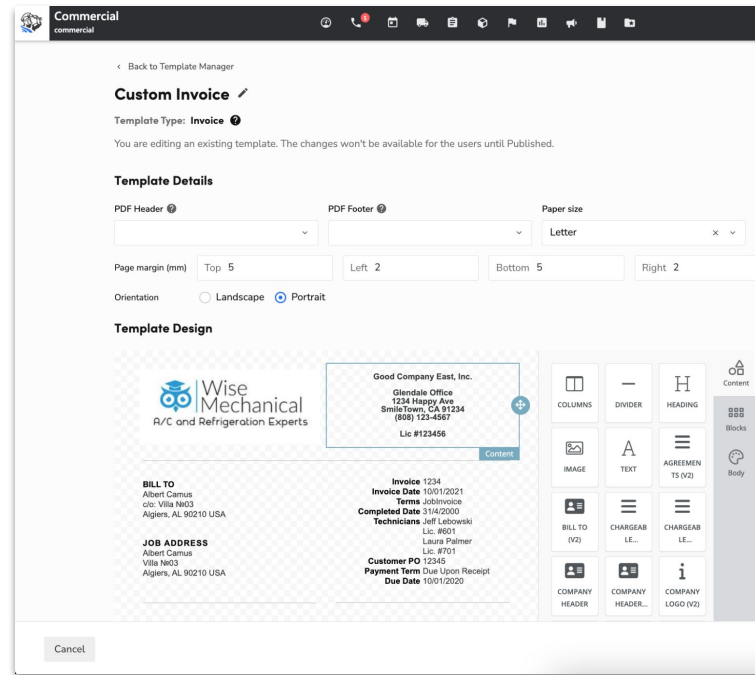 Commercial
commercial
5
Back to Template Manager
Custom Invoice
Template Type: Invoice ?
You are editing an existing template. The changes won't be available for the users until Published.
Template Details
PDF Header ? PDF Footer ? Paper size
Letter
Page margin (mm) Top 5 Left 2 Bottom 5 Right 2
Orientation Landscape Portrait
Template Design
Wise
Mechanical
A/C and Refrigeration Experts
Good Company East, Inc.
Glendale Office
1234 Happy Ave
SmileTown, CA 91234
(808) 123-4567
Lic #123456
Content
BILL TO
Albert Camus
c/o: Villa №03
Algiers, AL 90210 USA
JOB ADDRESS
Albert Camus
Villa №03
Algiers, AL 90210 USA
Invoice 1234
Invoice Date 10/01/2021
Terms JobInvoice
Completed Date 31/4/2000
Technicians Jeff Lebowski
Lic. #601
Laura Palmer
Lic. #701
Customer PO 12345
Payment Term Due Upon Receipt
Due Date 10/01/2020
COLUMNS DIVIDER HEADING
IMAGE TEXT AGREEMEN
TS (V2)
BILL TO CHARGEAB CHARGEAB
(V2) LE... LE...
COMPANY COMPANY COMPANY
HEADER HEADER... LOGO (V2)
Content
Blocks
Body
Cancel